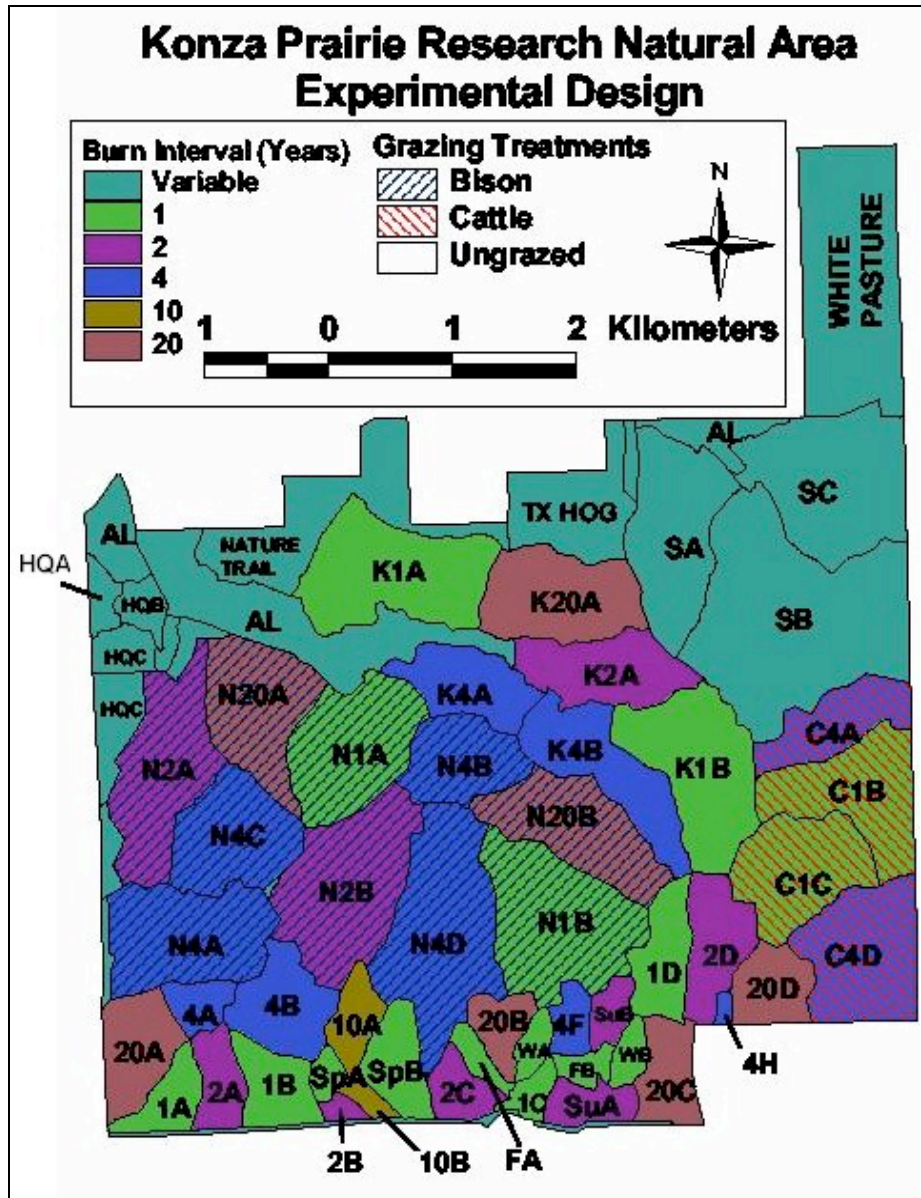 Konza Prairie Research Natural Area
Experimental Design
Burn Interval (Years)
Variable
1
2
4
10
20
Grazing Treatments
Bison
Cattle
Ungrazed
N
1 0 1 2 Kilometers
WHITE
PASTURE
AL
SC
TX HOG
SA
AL
NATURE
TRAIL
K1A
HQA
HQB
K20A
SB
AL
HQC
K2A
HQC
N20A
K4A
C4A
N2A
N1A
N4B
K4B
K1B
C1B
N20B
N4C
C1C
N2B
N4A
N4D
N1B
2D
C4D
1D
20D
4A
4B
10A
20B
4F
SuB
20A
WA
WB
4H
1A
2A
1B
SpA
SpB
2C
FB
1C
SuA
20C
2B
10B
FA